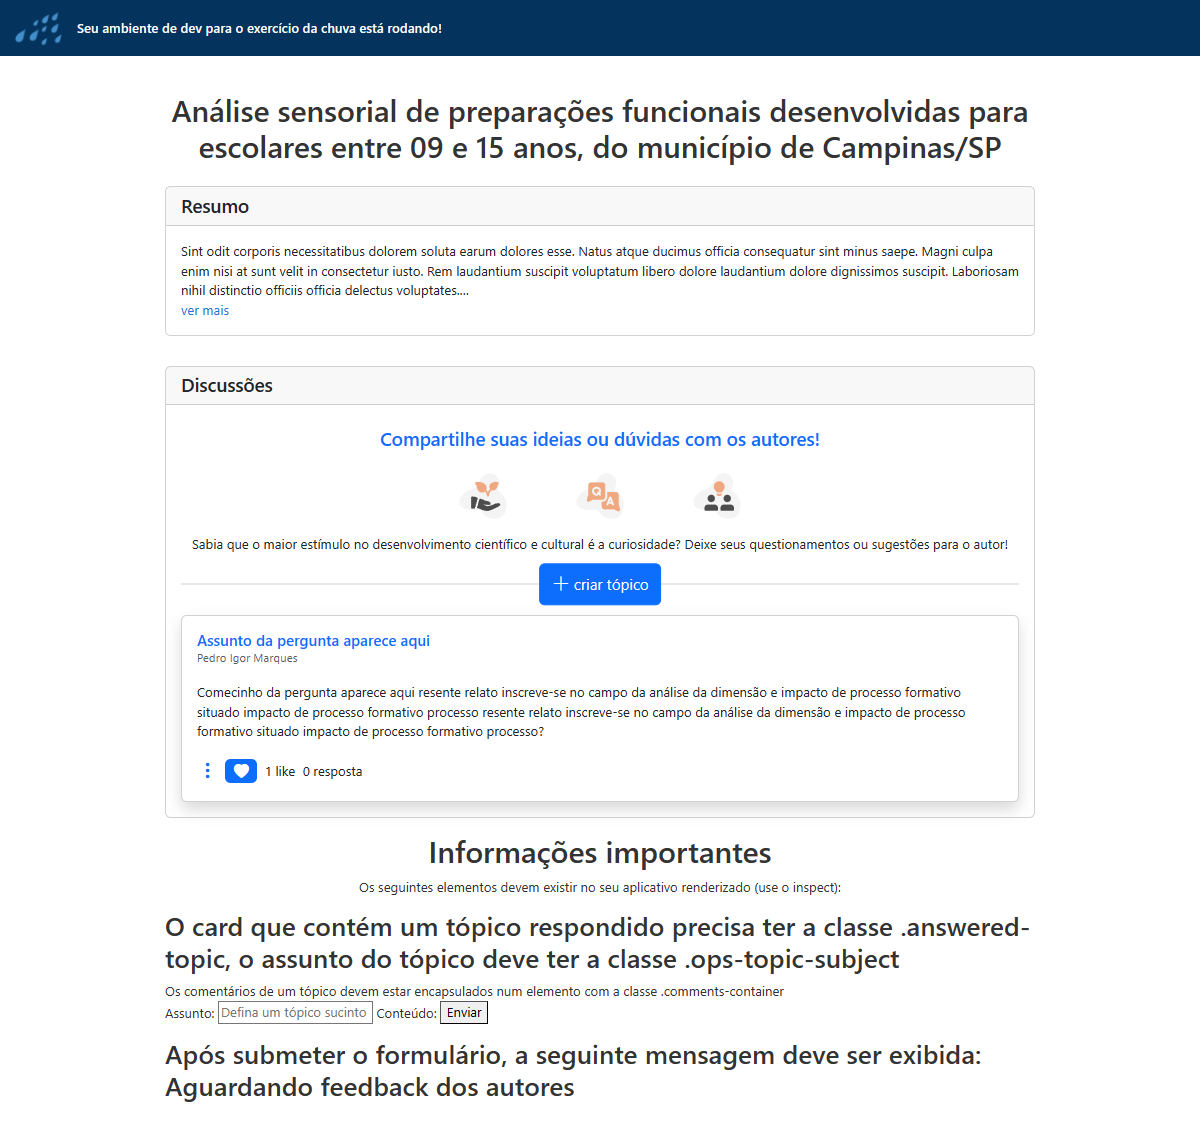 Seu ambiente de dev para o exercício da chuva está rodando!
Análise sensorial de preparações funcionais desenvolvidas para
escolares entre 09 e 15 anos, do município de Campinas/SP
Resumo
Sint odit corporis necessitatibus dolorem soluta earum dolores esse. Natus atque ducimus officia consequatur sint minus saepe. Magni culpa
enim nisi at sunt velit in consectetur iusto. Rem laudantium suscipit voluptatum libero dolore laudantium dolore dignissimos suscipit. Laboriosam
nihil distinctio officiis officia delectus voluptates....
ver mais
Discussões
Compartilhe suas ideias ou dúvidas com os autores!
Q A
Sabia que o maior estímulo no desenvolvimento científico e cultural é a curiosidade? Deixe seus questionamentos ou sugestões para o autor!
criar tópico
Assunto da pergunta aparece aqui
Pedro Igor Marques
Comecinho da pergunta aparece aqui resente relato inscreve-se no campo da análise da dimensão e impacto de processo formativo
situado impacto de processo formativo processo resente relato inscreve-se no campo da análise da dimensão e impacto de processo
formativo situado impacto de processo formativo processo?
1 like 0 resposta
Informações importantes
Os seguintes elementos devem existir no seu aplicativo renderizado (use o inspect):
O card que contém um tópico respondido precisa ter a classe .answered-
topic, o assunto do tópico deve ter a classe .ops-topic-subject
Os comentários de um tópico devem estar encapsulados num elemento com a classe .comments-container
Assunto: Defina um tópico sucinto Conteúdo: Enviar
Após submeter o formulário, a seguinte mensagem deve ser exibida:
Aguardando feedback dos autores